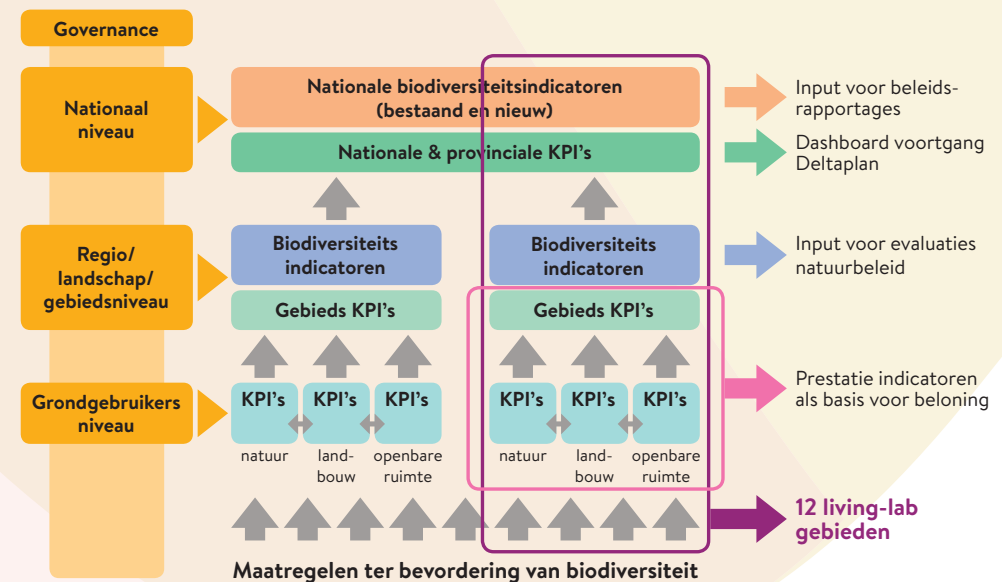 Governance
Nationaal
niveau
Nationale biodiversiteitsindicatoren
(bestaand en nieuw)
Nationale & provinciale KPI's
Input voor beleids-
rapportages
Dashboard voortgang
Deltaplan
Regio/
landschap/
gebiedsniveau
Biodiversiteits
indicatoren
Gebieds KPI's
Biodiversiteits
indicatoren
Gebieds KPI's
Input voor evaluaties
natuurbeleid
Grondgebruikers
niveau
KPI's
KPI's
KPI's
natuur
land-
bouw
openbare
ruimte
KPI's
KPI's
KPI's
natuur
land-
bouw
openbare
ruimte
Prestatie indicatoren
als basis voor beloning
12 living-lab
gebieden
Maatregelen ter bevordering van biodiversiteit